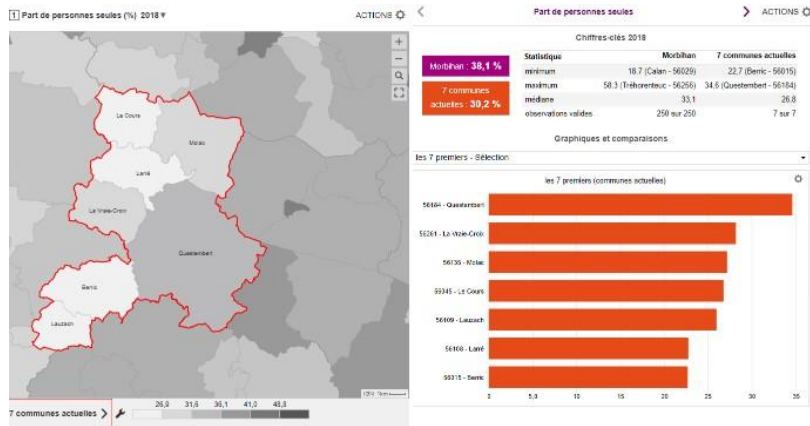 1 Part de personnes seules (%) 2018 ▾
ACTIONS
+
−
Le Cours
Molac
Larré
La Vraie-Croix
Questembert
Berric
Lauzach
7 communes actuelles
26,9 31,6 36,1 41,0 48,8
Part de personnes seules
ACTIONS
Chiffres-clés 2018
Morbihan : 38,1 %
7 communes
actuelles : 30,2 %
Statistique Morbihan 7 communes actuelles
minimum 18,7 (Calan - 56029) 22,7 (Berric - 56015)
maximum 58,3 (Tréhorenteuc - 56256) 34,6 (Questembert - 56184)
médiane 33,1 26,8
observations valides 250 sur 250 7 sur 7
Graphiques et comparaisons
les 7 premiers - Sélection
les 7 premiers (communes actuelles)
56184 - Questembert
56261 - La Vraie-Croix
56135 - Molac
56045 - Le Cours
56109 - Lauzach
56108 - Larré
56015 - Berric
0 5,0 10 15 20 25 30 35